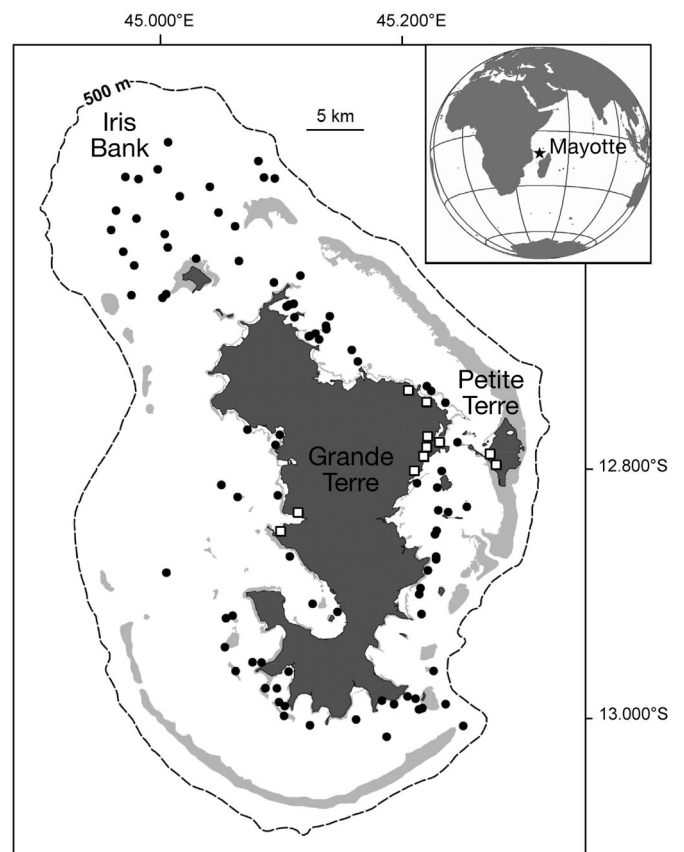 45.000°E
45.200°E
500 m
Iris
Bank
5 km
Mayotte
Petite
Terre
Grande
Terre
12.800°S
13.000°S